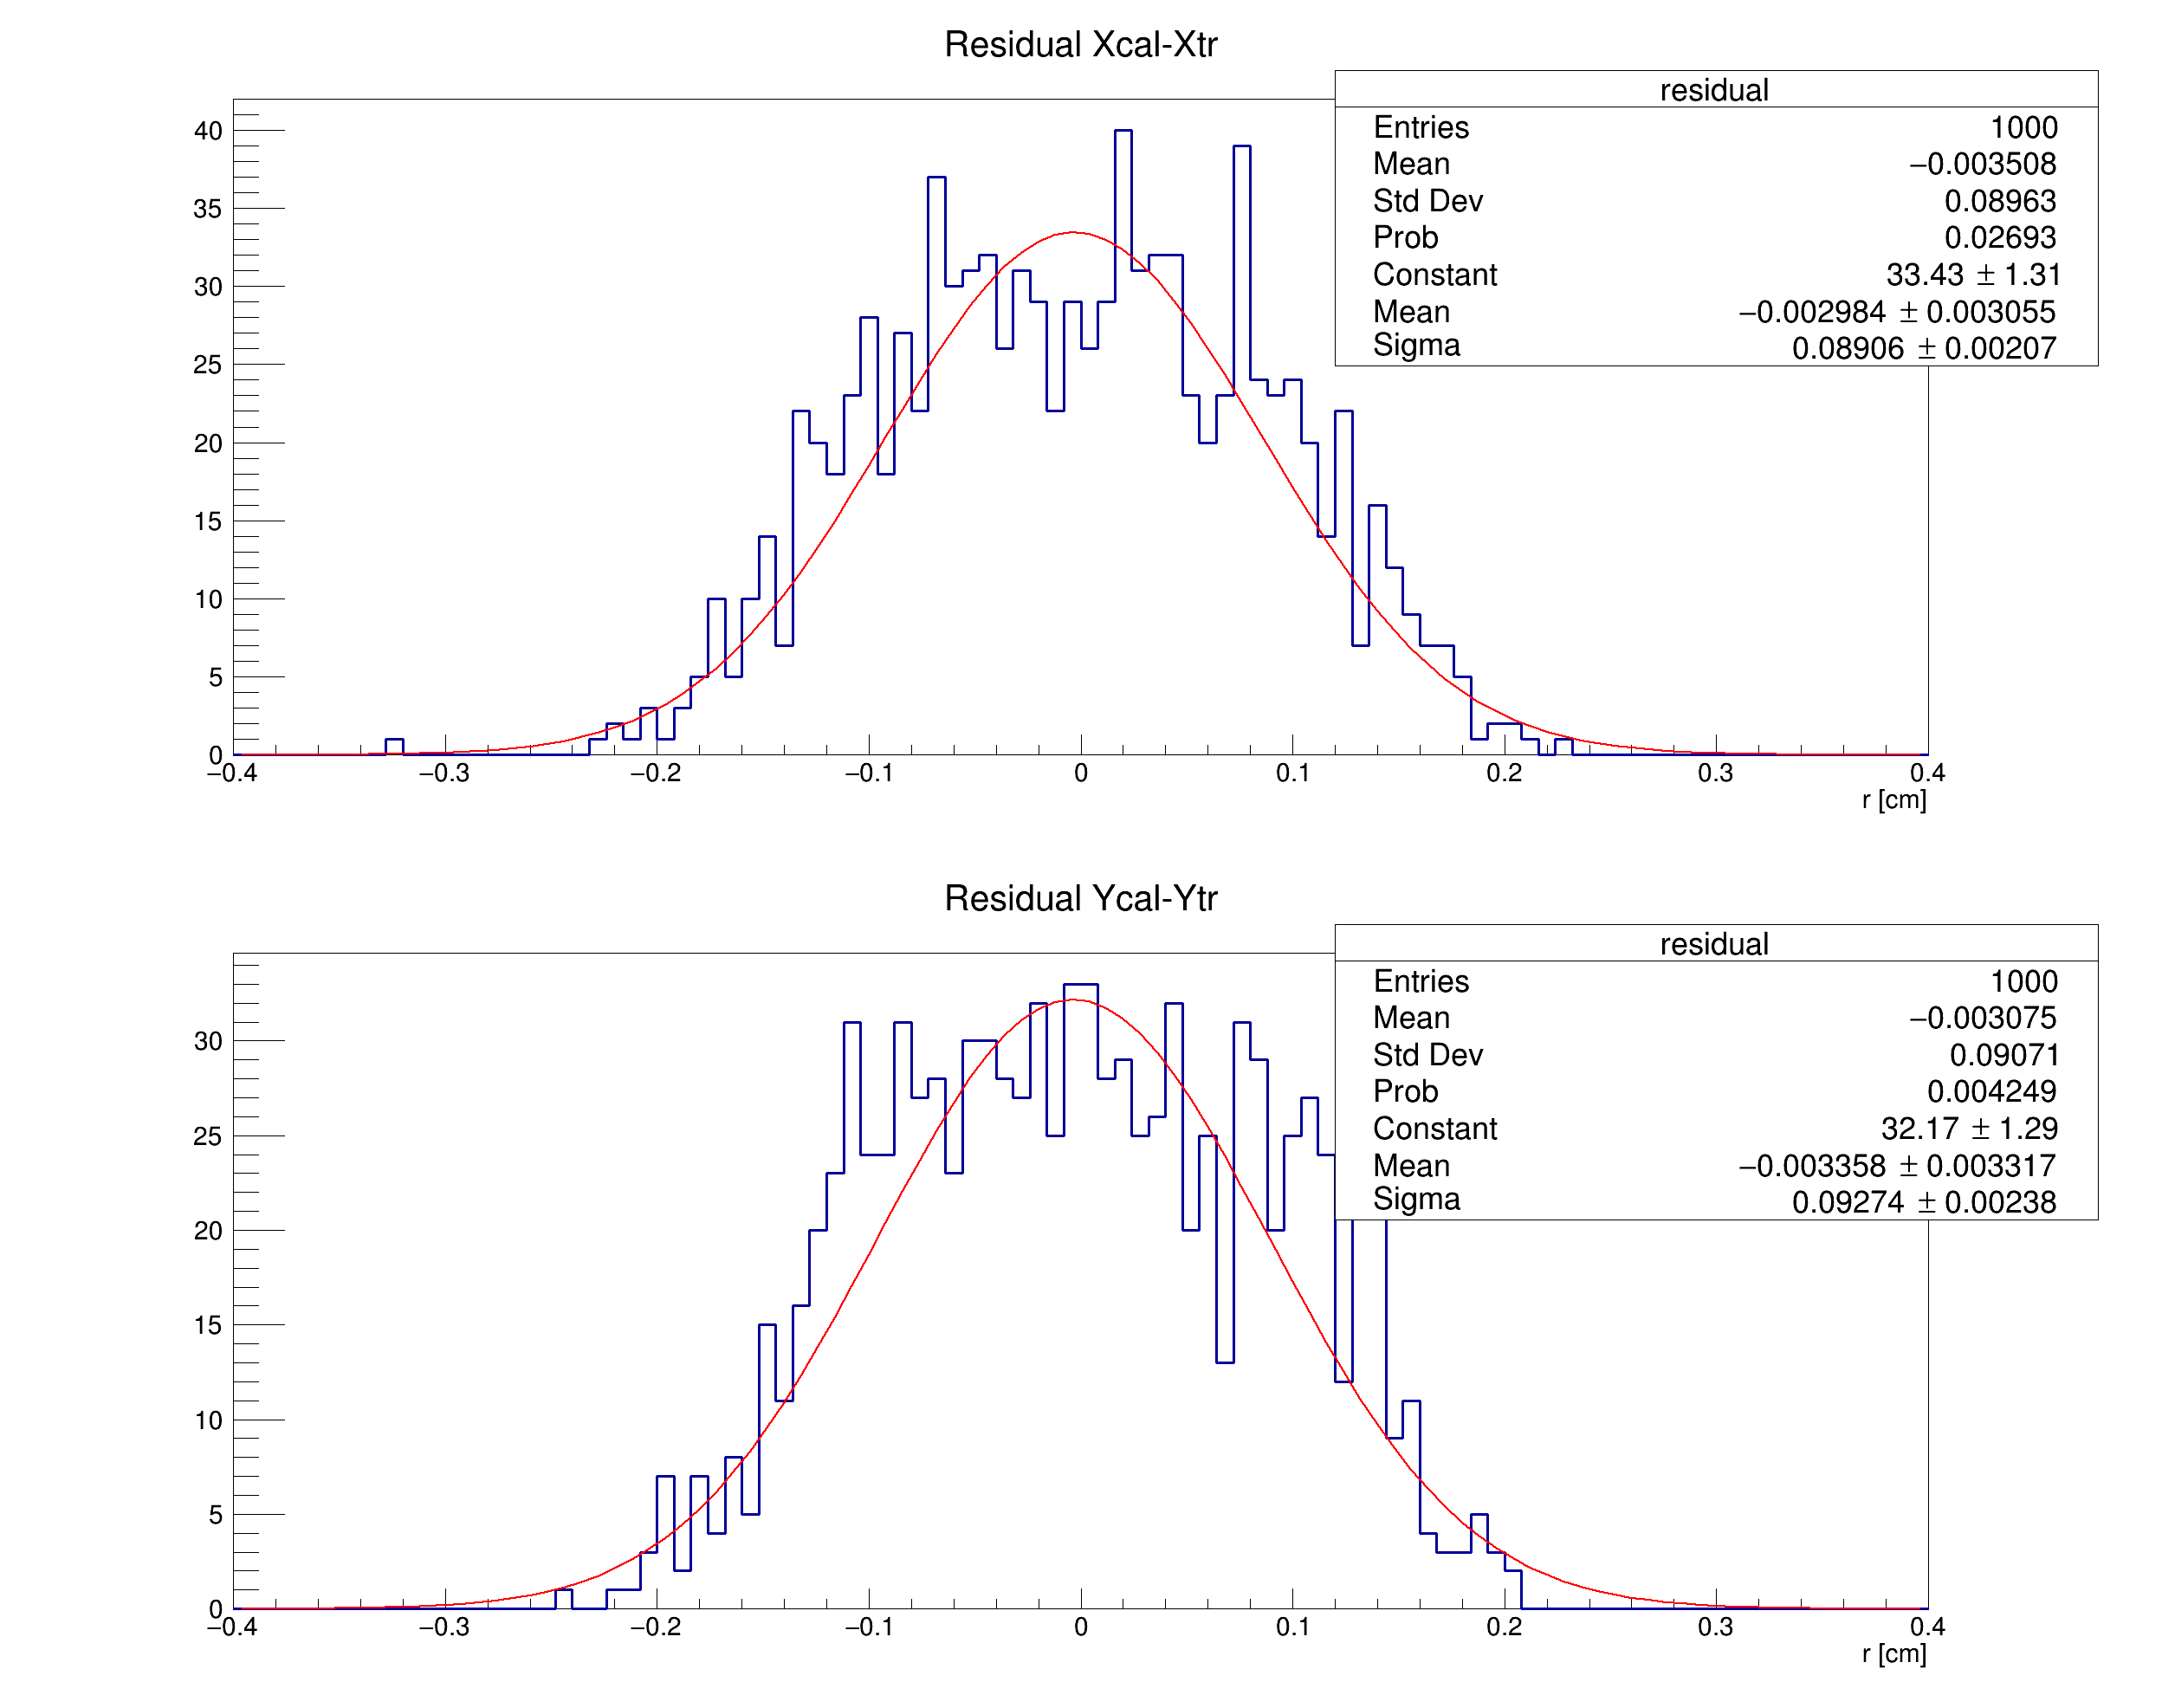 Residual Xcal-Xtr
residual
Entries 1000
Mean −0.003508
Std Dev 0.08963
Prob 0.02693
Constant 33.43 ± 1.31
Mean −0.002984 ± 0.003055
Sigma 0.08906 ± 0.00207
40
35
30
25
20
15
10
5
0
−0.4 −0.3 −0.2 −0.1 0 0.1 0.2 0.3 0.4
r [cm]
Residual Ycal-Ytr
residual
Entries 1000
Mean −0.003075
Std Dev 0.09071
Prob 0.004249
Constant 32.17 ± 1.29
Mean −0.003358 ± 0.003317
Sigma 0.09274 ± 0.00238
30
25
20
15
10
5
0
−0.4 −0.3 −0.2 −0.1 0 0.1 0.2 0.3 0.4
r [cm]